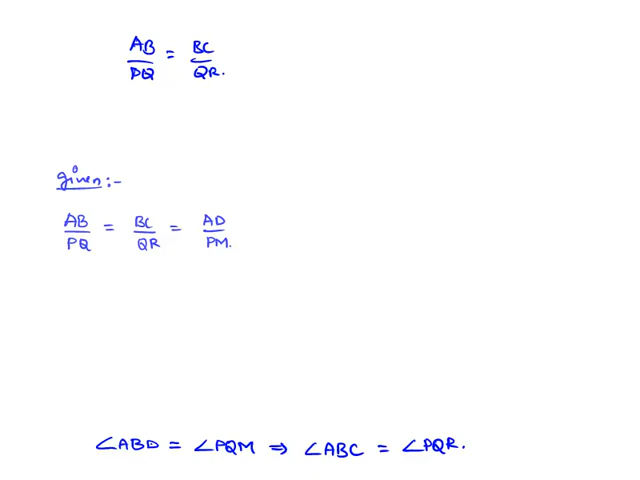 AB/PQ = BC/QR.
given:-
AB/PQ = BC/QR = AD/PM.
∠ABD = ∠PQM ⇒ ∠ABC = ∠PQR.